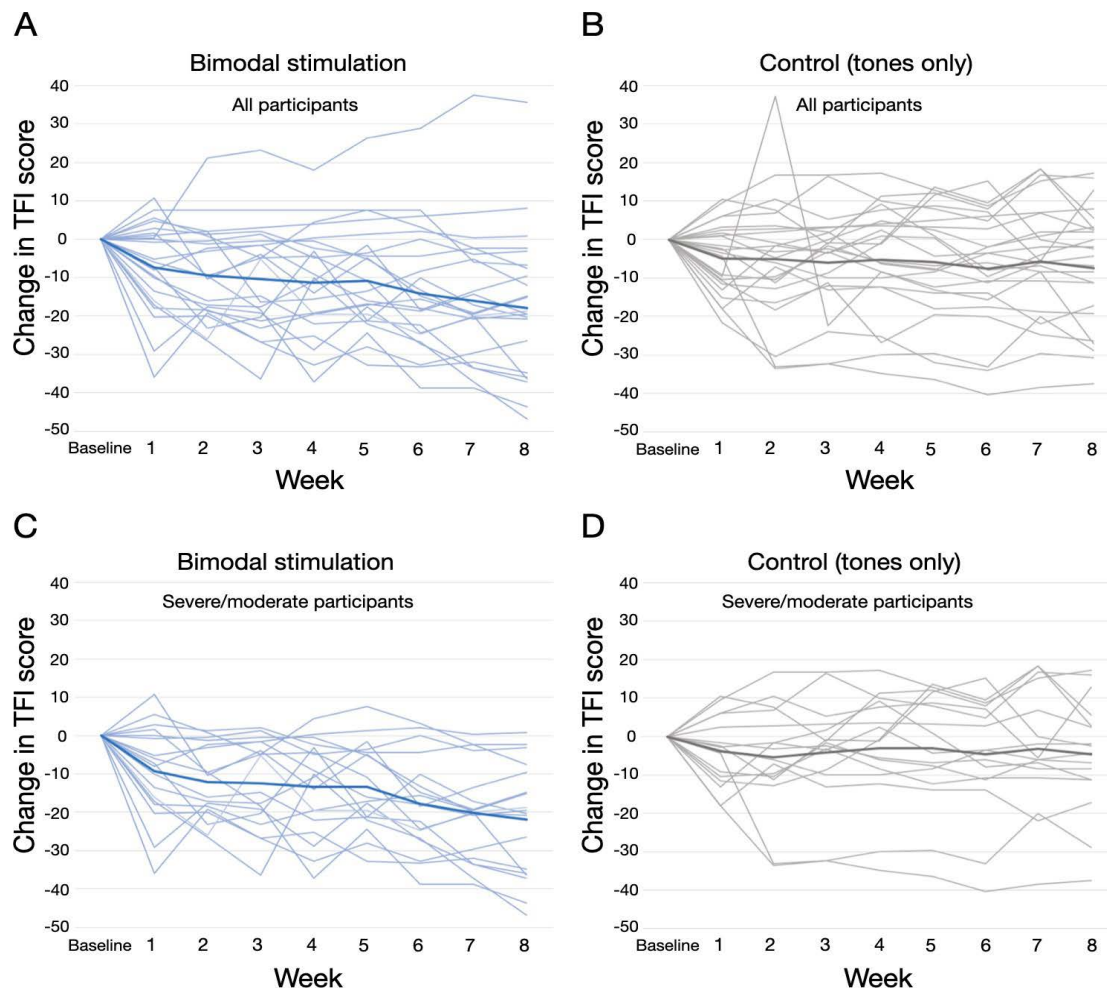 A
Bimodal stimulation
All participants
Change in TFI score
40
30
20
10
0
-10
-20
-30
-40
-50
Baseline 1 2 3 4 5 6 7 8
Week
B
Control (tones only)
All participants
Change in TFI score
40
30
20
10
0
-10
-20
-30
-40
-50
Baseline 1 2 3 4 5 6 7 8
Week
C
Bimodal stimulation
Severe/moderate participants
Change in TFI score
40
30
20
10
0
-10
-20
-30
-40
-50
Baseline 1 2 3 4 5 6 7 8
Week
D
Control (tones only)
Severe/moderate participants
Change in TFI score
40
30
20
10
0
-10
-20
-30
-40
-50
Baseline 1 2 3 4 5 6 7 8
Week